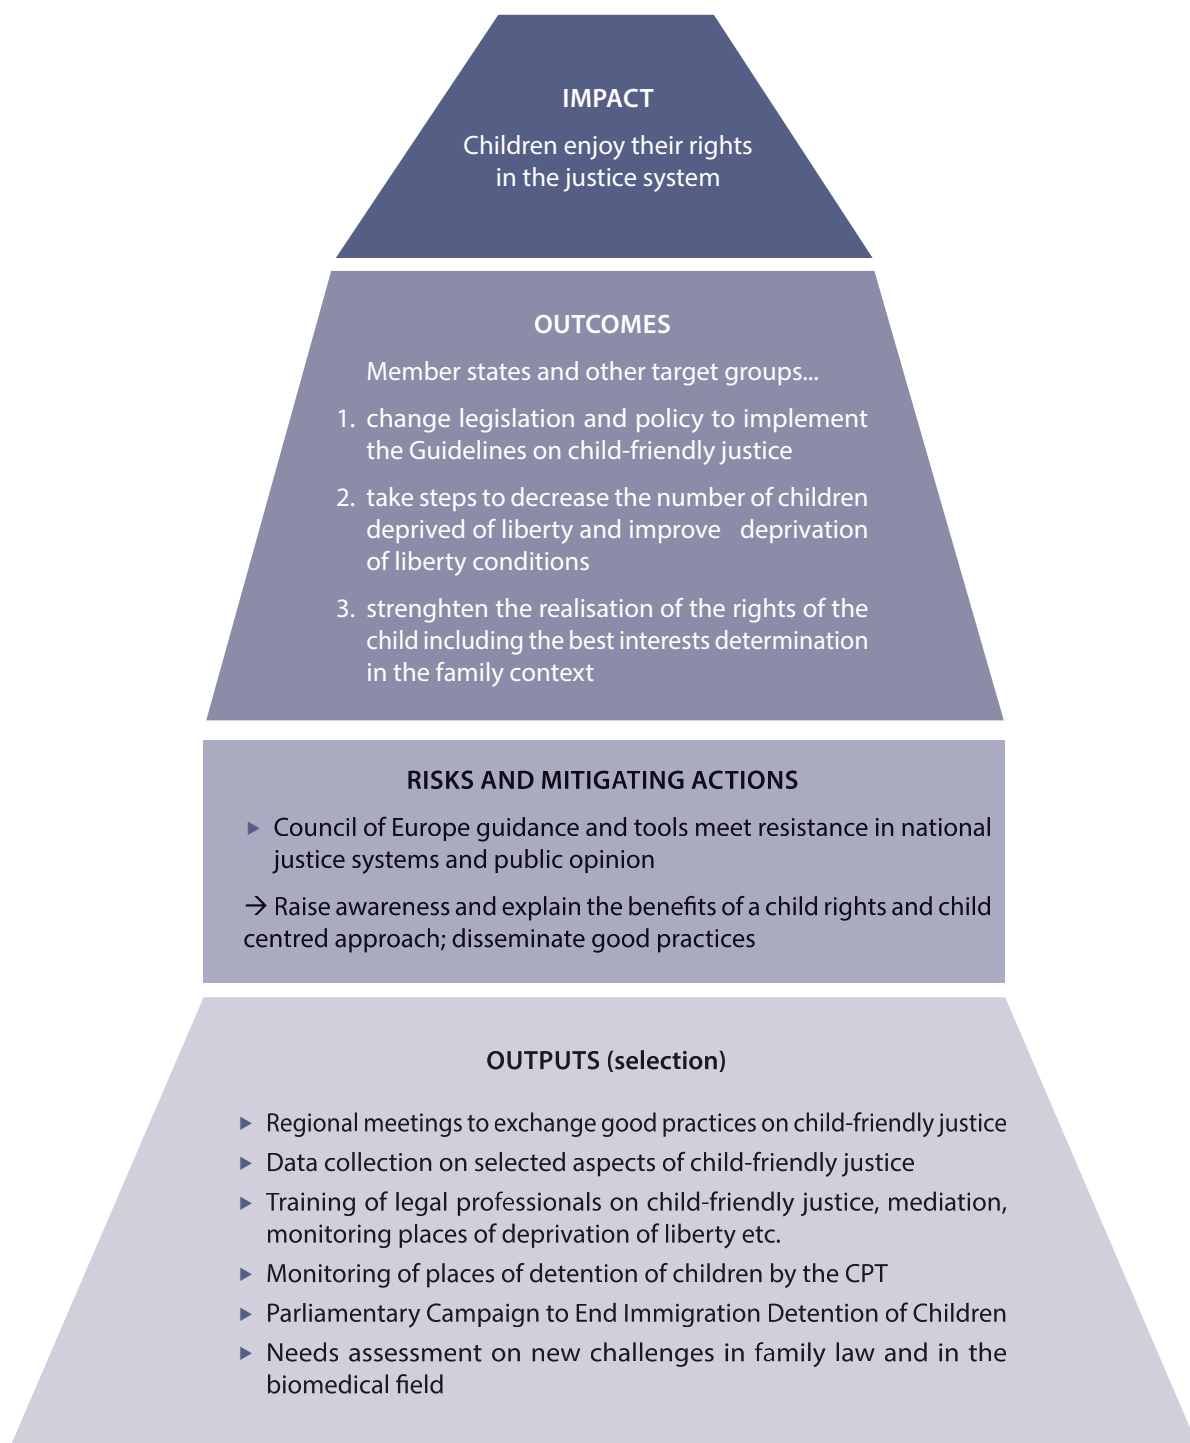 IMPACT
Children enjoy their rights
in the justice system
OUTCOMES
Member states and other target groups...
1. change legislation and policy to implement
the Guidelines on child-friendly justice
2. take steps to decrease the number of children
deprived of liberty and improve deprivation
of liberty conditions
3. strenghten the realisation of the rights of the
child including the best interests determination
in the family context
RISKS AND MITIGATING ACTIONS
▶ Council of Europe guidance and tools meet resistance in national
justice systems and public opinion
→ Raise awareness and explain the benefits of a child rights and child
centred approach; disseminate good practices
OUTPUTS (selection)
▶ Regional meetings to exchange good practices on child-friendly justice
▶ Data collection on selected aspects of child-friendly justice
▶ Training of legal professionals on child-friendly justice, mediation,
monitoring places of deprivation of liberty etc.
▶ Monitoring of places of detention of children by the CPT
▶ Parliamentary Campaign to End Immigration Detention of Children
▶ Needs assessment on new challenges in family law and in the
biomedical field